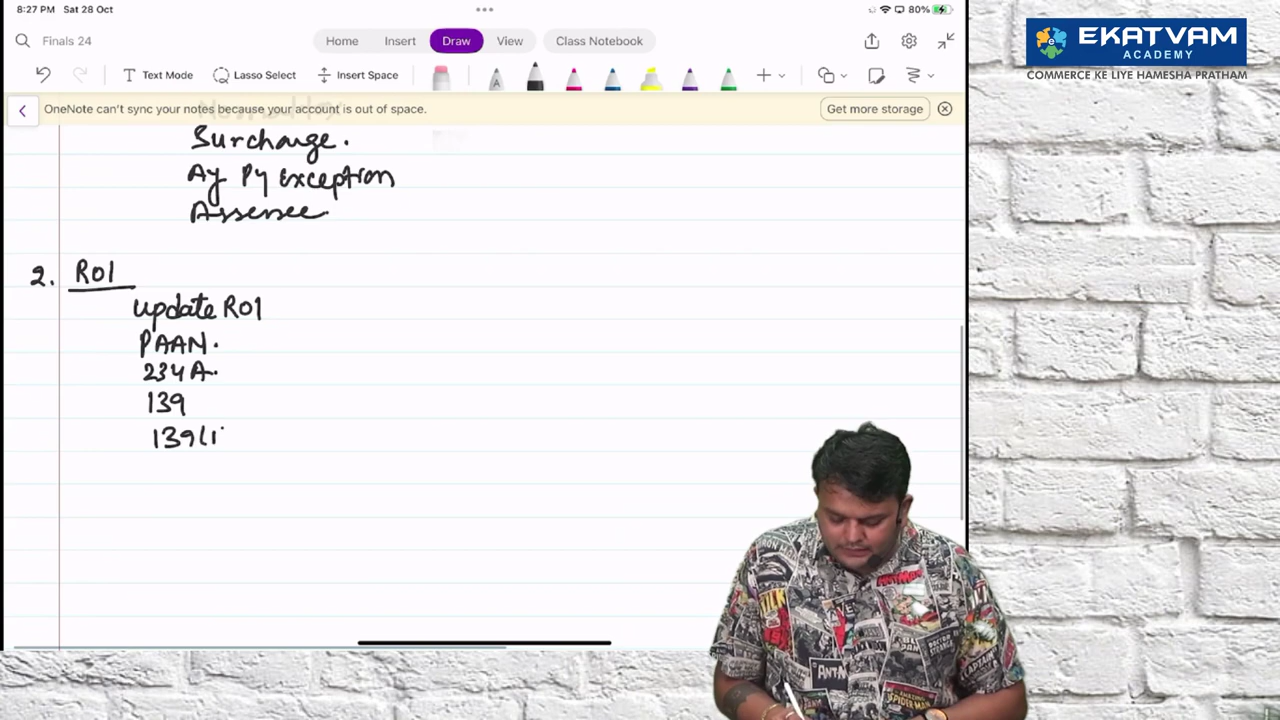 8:27 PM Sat 28 Oct
80%
Finals 24
Home Insert Draw View Class Notebook
Text Mode
Lasso Select
Insert Space
OneNote can't sync your notes because your account is out of space.
Get more storage
Surcharge.
Ay Py Exception
Assessee
2. ROI
update ROI
PAAN.
234A.
139
139(1
EKATVAM
ACADEMY
COMMERCE KE LIYE HAMESHA PRATHAM